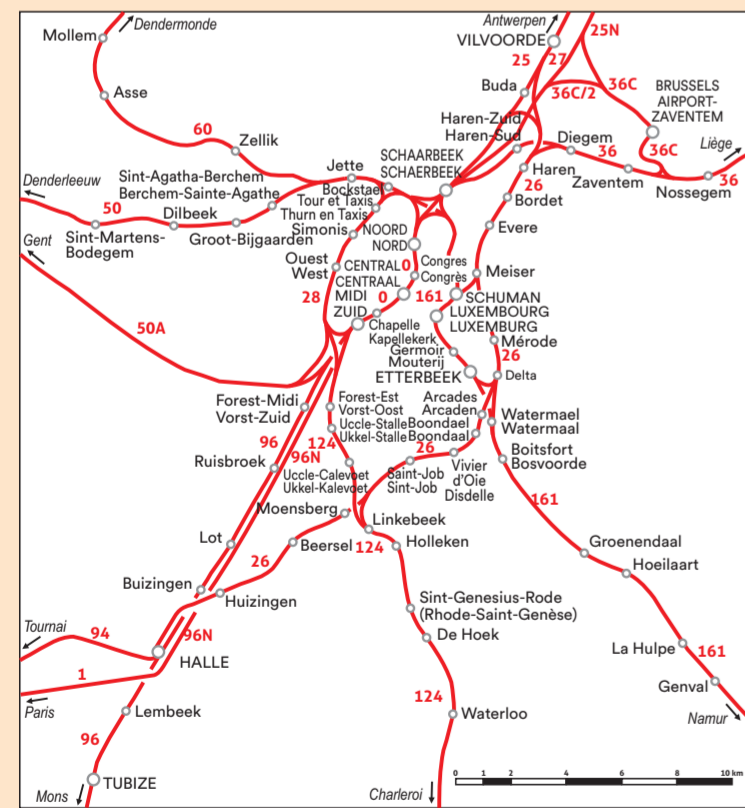 Dendermonde
Antwerpen
Mollem
VILVOORDE
25N
25
27
Asse
Buda
36C/2
36C
BRUSSELS
AIRPORT-
ZAVENTEM
60
Zellik
Haren-Zuid
Haren-Sud
Diegem
36C
Liège
SCHAARBEEK
SCHAERBEEK
36
Jette
Haren
Zaventem
Nossegem
36
Sint-Agatha-Berchem
Berchem-Sainte-Agathe
Bockstael
Tour et Taxis
Thurn en Taxis
26
Bordet
Denderleeuw
50
Sint-Martens-
Bodegem
Dilbeek
Groot-Bijgaarden
Simonis
NOORD
NORD
Evere
Gent
Ouest
West
CENTRAL
CENTRAAL
0
Congres
Congrès
Meiser
28
MIDI
ZUID
0
161
SCHUMAN
LUXEMBOURG
LUXEMBURG
50A
Chapelle
Kapellekerk
Germoir
Mouterij
Mérode
26
ETTERBEEK
Delta
Forest-Midi
Vorst-Zuid
Forest-Est
Vorst-Oost
Arcades
Arcaden
Watermael
Watermaal
Uccle-Stalle
Ukkel-Stalle
Boondael
Boondaal
96
124
26
Boitsfort
Bosvoorde
Ruisbroek
96N
Uccle-Calevoet
Ukkel-Kalevoet
Saint-Job
Sint-Job
Vivier
d'Oie
Disdelle
161
Moensberg
Linkebeek
Lot
Beersel
124
Holleken
Groenendaal
26
Hoeilaart
Buizingen
Huizingen
Sint-Genesius-Rode
(Rhode-Saint-Genèse)
Tournai
94
96N
De Hoek
HALLE
La Hulpe
161
1
Paris
Genval
124
Lembeek
Waterloo
Namur
96
TUBIZE
Mons
Charleroi
0 1 2 4 6 8 10 km